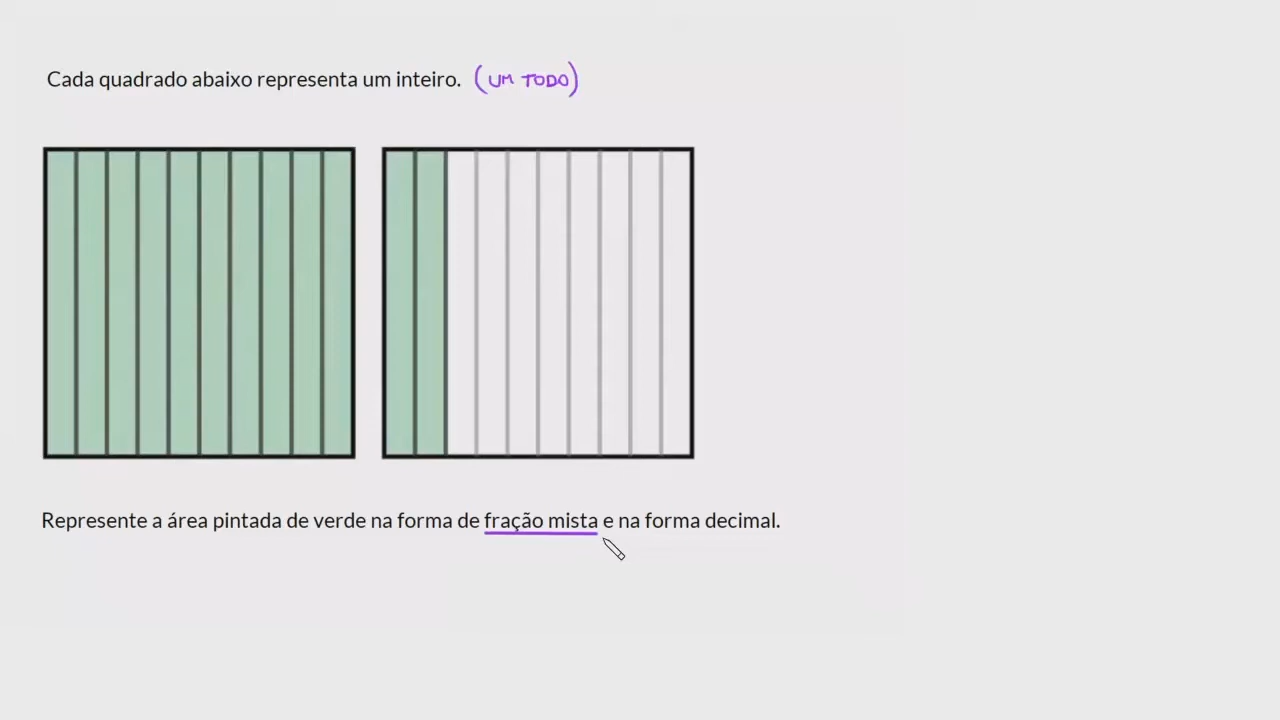 Cada quadrado abaixo representa um inteiro. (UM TODO)
Represente a área pintada de verde na forma de fração mista e na forma decimal.